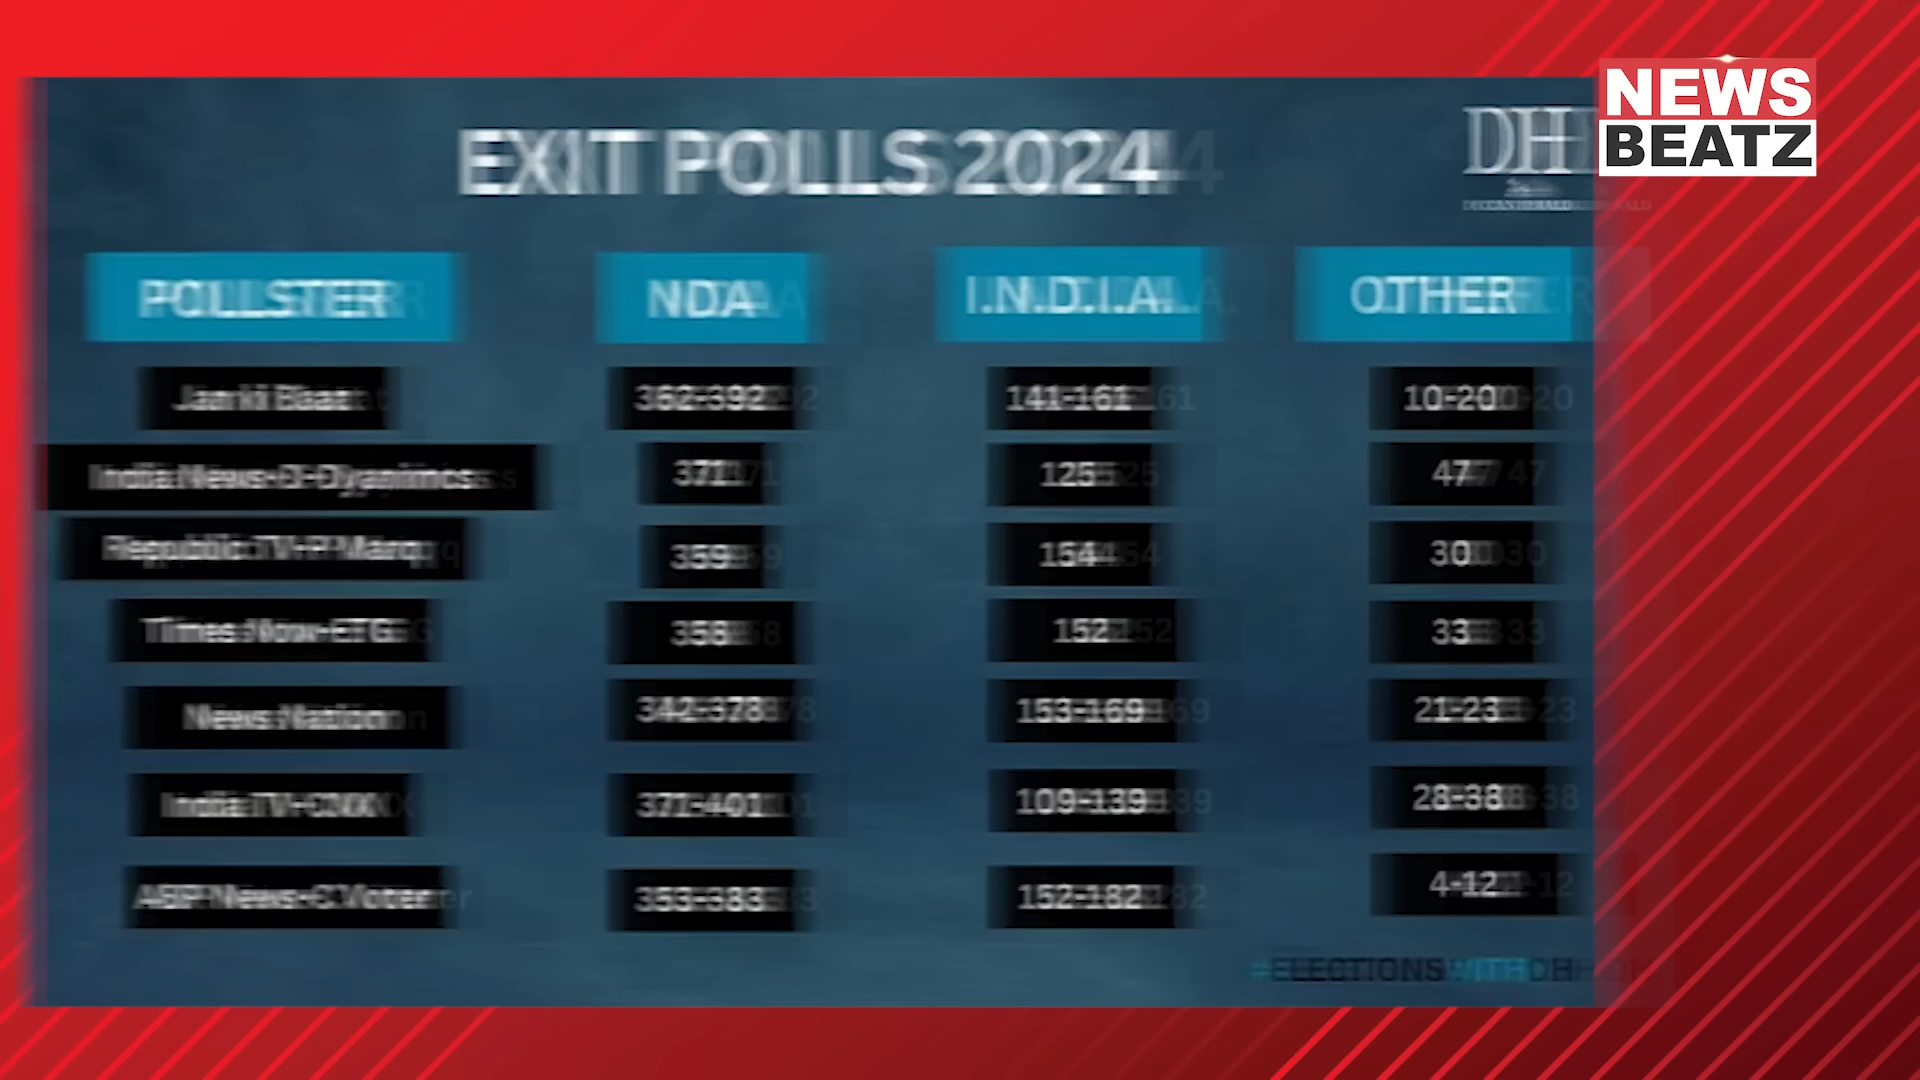 NEWS
BEATZ
EXIT POLLS 2024
DH
POLLSTER NDA I.N.D.I.A. OTHER
Jan ki Baat 362-392 141-161 10-20
India News-D-Dyanimcs 371 125 47
Republic TV-P Marq 359 154 30
Times Now-ETG 358 152 33
News Nation 342-378 153-169 21-23
India TV-CNX 371-401 109-139 28-38
ABP News-C Voter 353-383 152-182 4-12
#ELECTIONSWITHDH